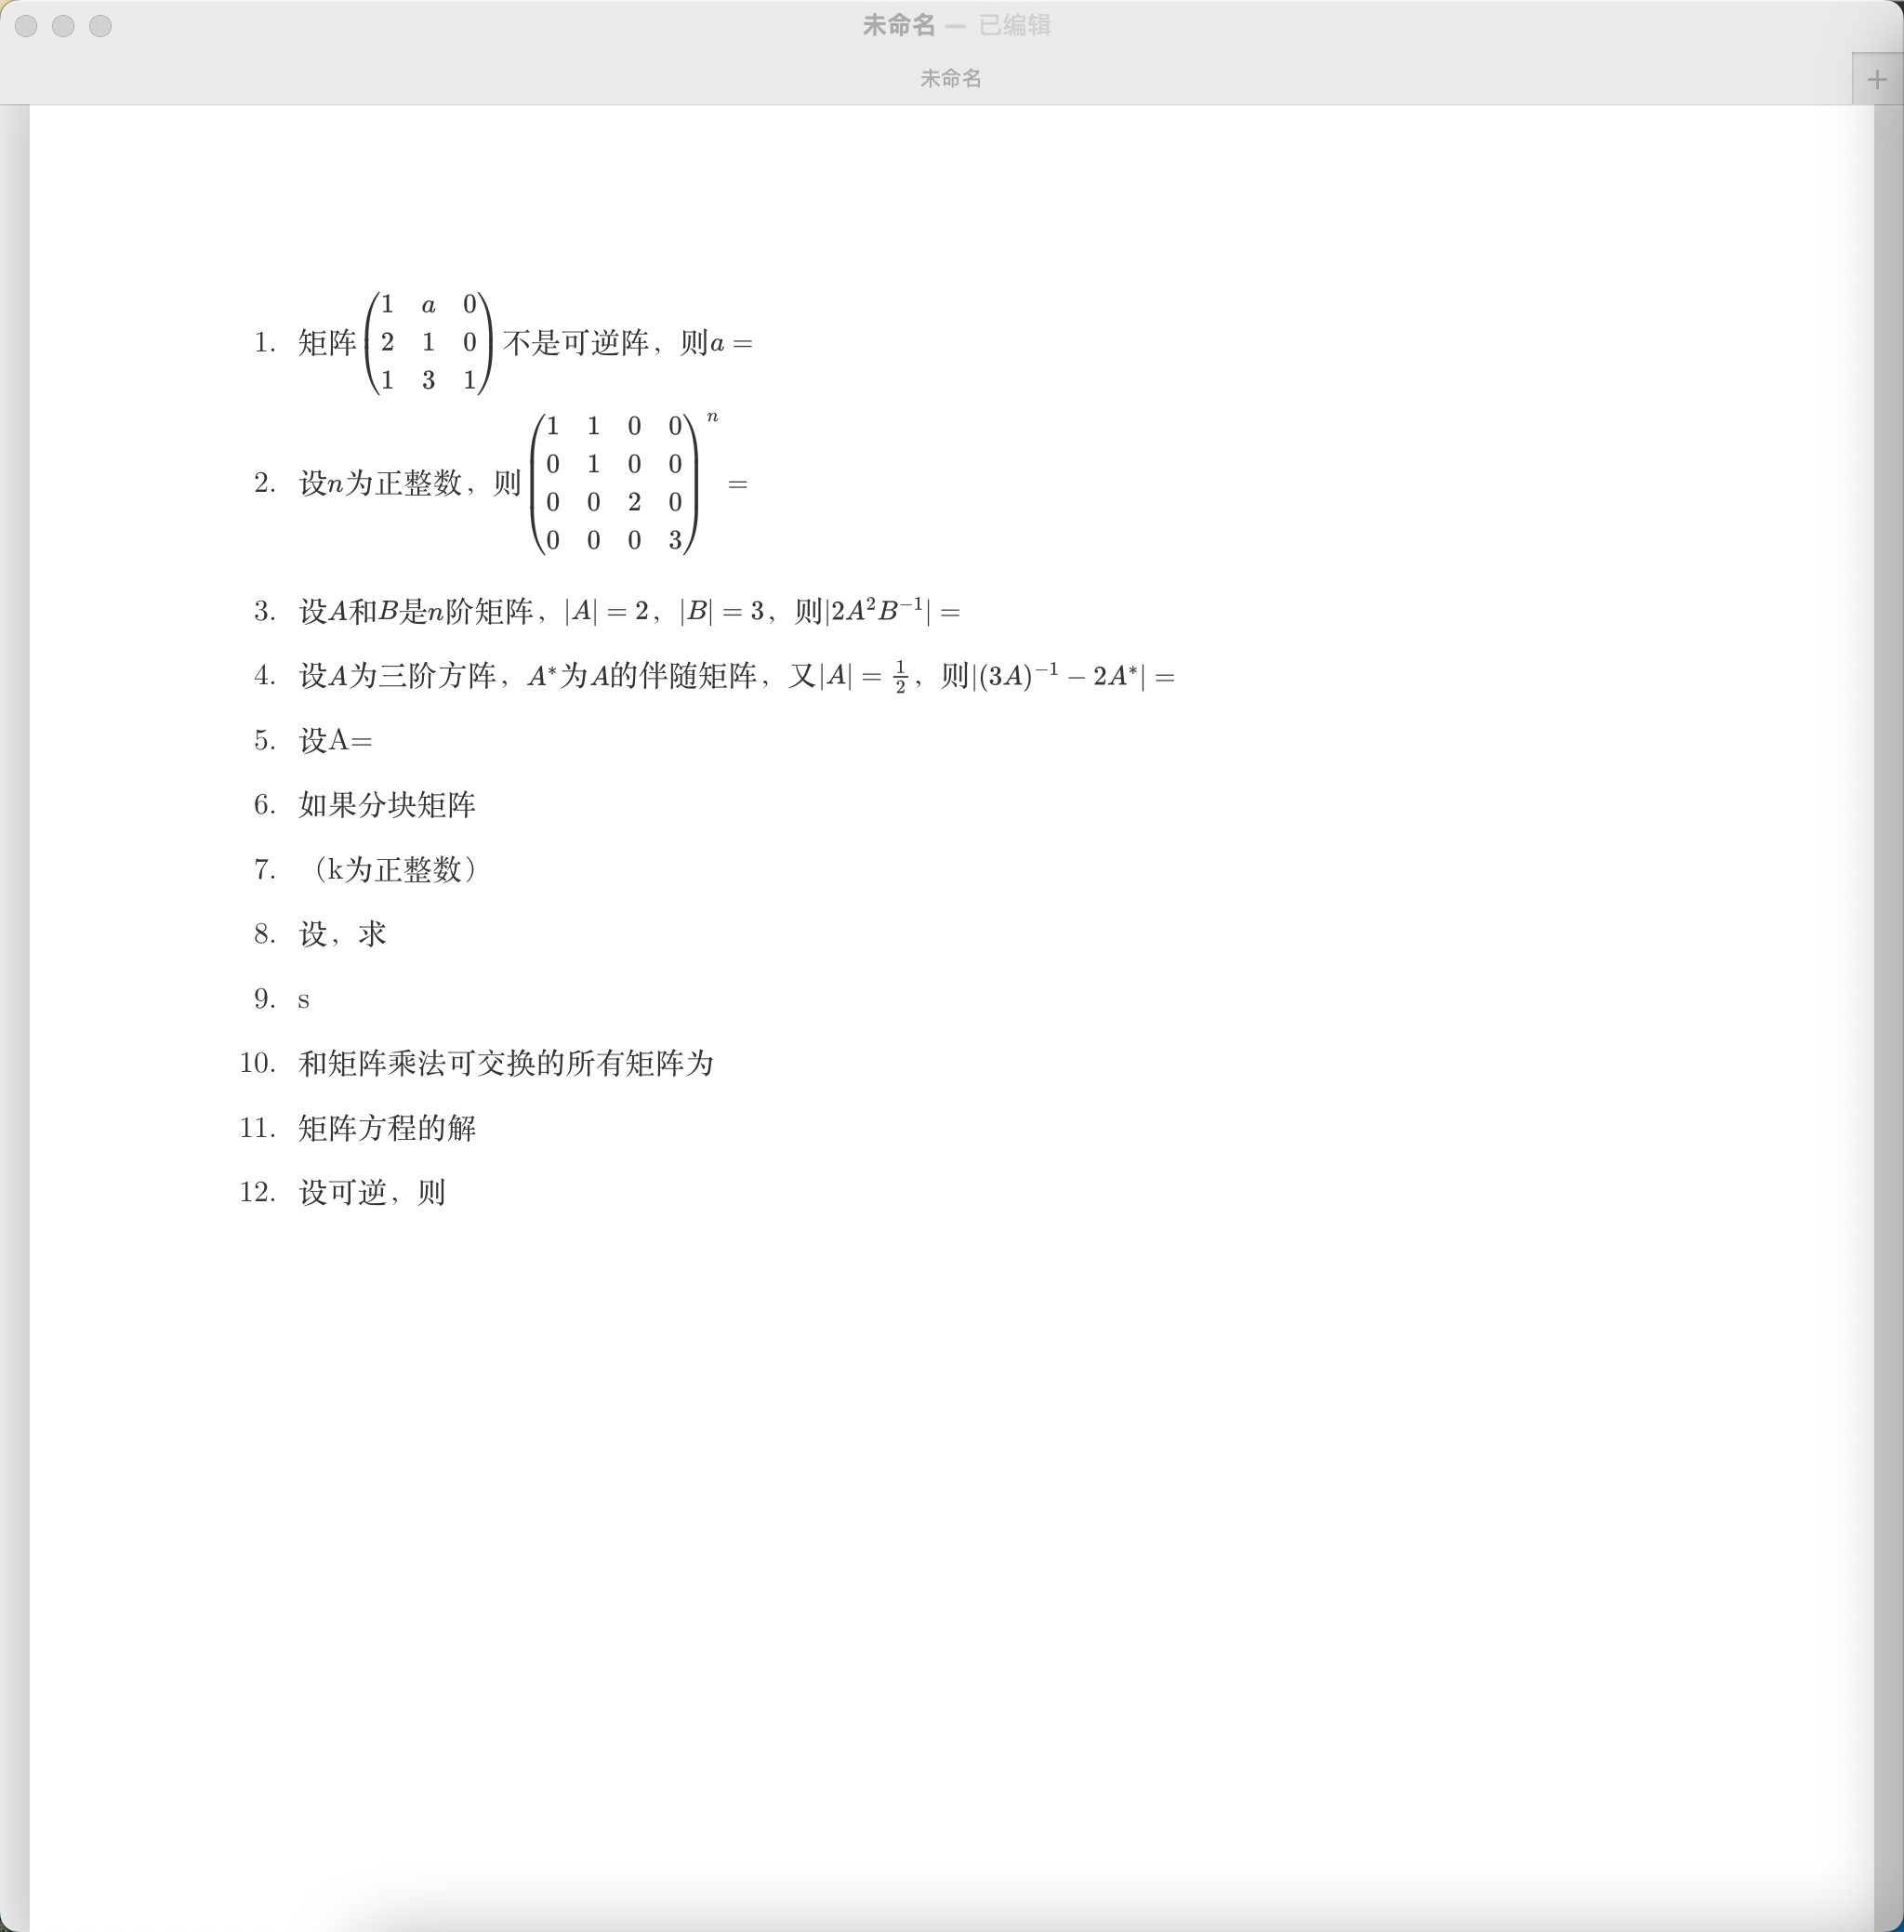 未命名 — 已编辑
未命名
+
1. 矩阵$\begin{pmatrix}1 & a & 0\\2 & 1 & 0\\1 & 3 & 1\end{pmatrix}$不是可逆阵，则$a=$
2. 设$n$为正整数，则$\begin{pmatrix}1 & 1 & 0 & 0\\0 & 1 & 0 & 0\\0 & 0 & 2 & 0\\0 & 0 & 0 & 3\end{pmatrix}^n=$
3. 设$A$和$B$是$n$阶矩阵，$|A|=2$，$|B|=3$，则$|2A^2B^{-1}|=$
4. 设$A$为三阶方阵，$A^*$为$A$的伴随矩阵，又$|A|=\frac{1}{2}$，则$|(3A)^{-1}-2A^*|=$
5. 设A=
6. 如果分块矩阵
7. （k为正整数）
8. 设，求
9. s
10. 和矩阵乘法可交换的所有矩阵为
11. 矩阵方程的解
12. 设可逆，则